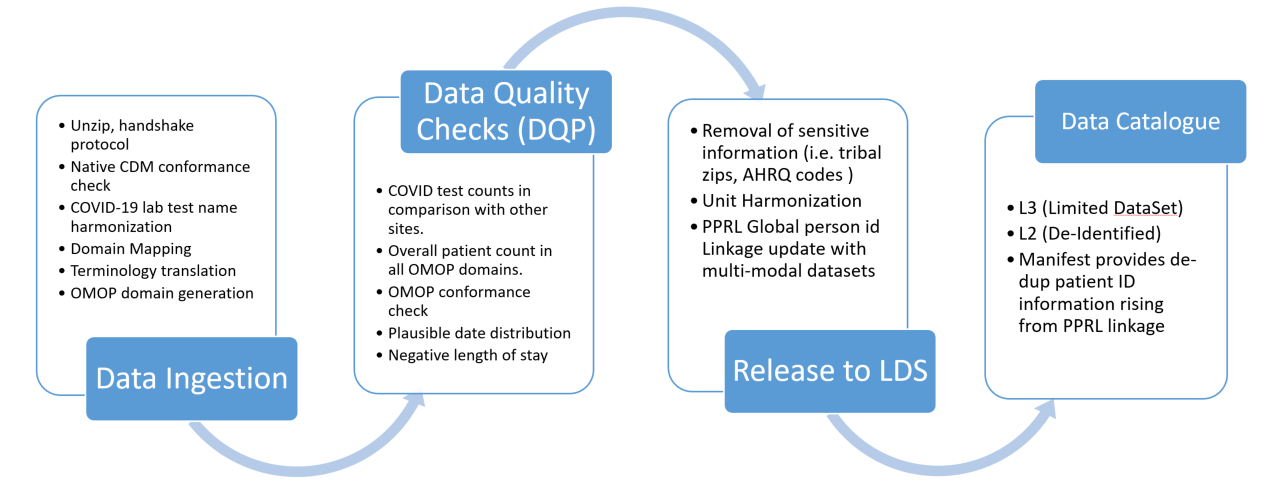 • Unzip, handshake
protocol
• Native CDM conformance
check
• COVID-19 lab test name
harmonization
• Domain Mapping
• Terminology translation
• OMOP domain generation
Data Ingestion
Data Quality
Checks (DQP)
• COVID test counts in
comparison with other
sites.
• Overall patient count in
all OMOP domains.
• OMOP conformance
check
• Plausible date distribution
• Negative length of stay
• Removal of sensitive
information (i.e. tribal
zips, AHRQ codes )
• Unit Harmonization
• PPRL Global person id
Linkage update with
multi-modal datasets
Release to LDS
Data Catalogue
• L3 (Limited DataSet)
• L2 (De-Identified)
• Manifest provides de-
dup patient ID
information rising
from PPRL linkage